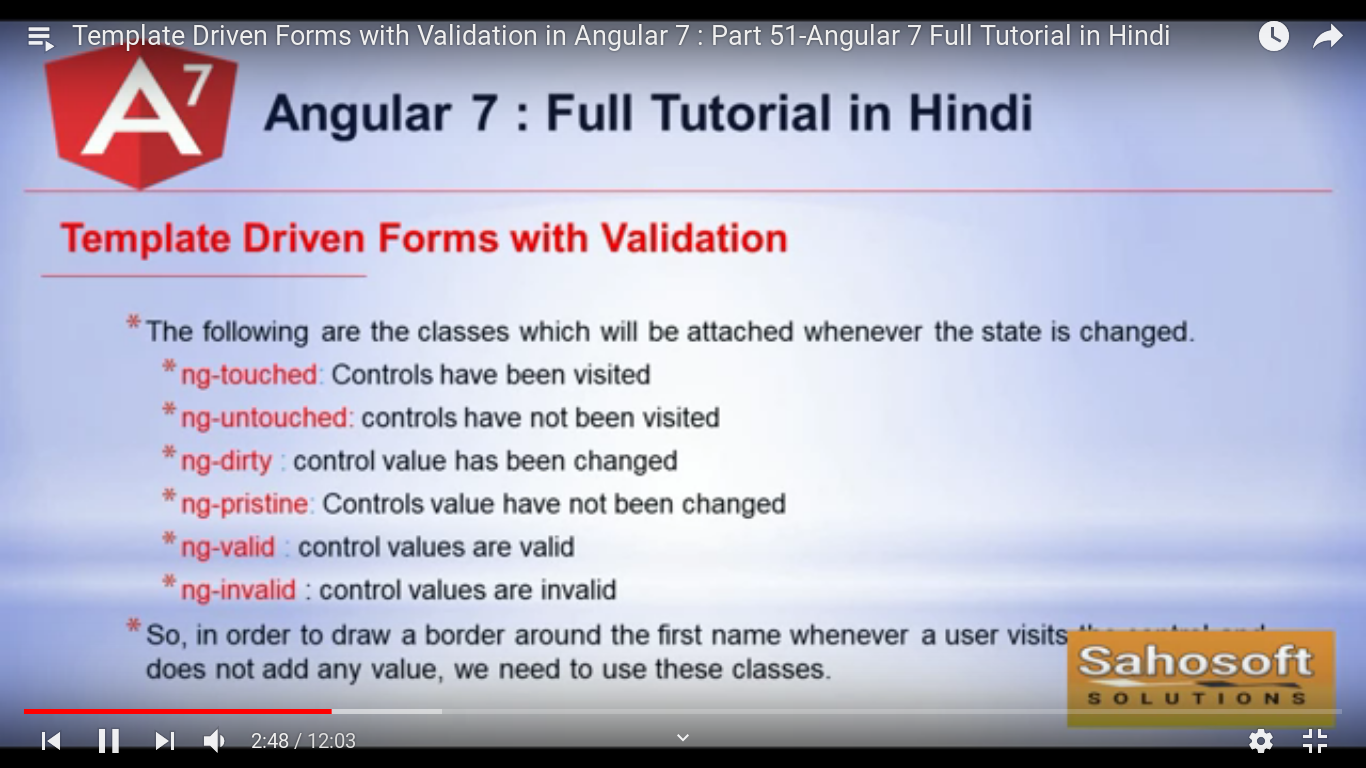 Template Driven Forms with Validation in Angular 7 : Part 51-Angular 7 Full Tutorial in Hindi
A7
Angular 7 : Full Tutorial in Hindi
Template Driven Forms with Validation
* The following are the classes which will be attached whenever the state is changed.
* ng-touched: Controls have been visited
* ng-untouched: controls have not been visited
* ng-dirty : control value has been changed
* ng-pristine: Controls value have not been changed
* ng-valid : control values are valid
* ng-invalid : control values are invalid
* So, in order to draw a border around the first name whenever a user visits the control and
does not add any value, we need to use these classes.
Sahosoft
SOLUTIONS
2:48 / 12:03